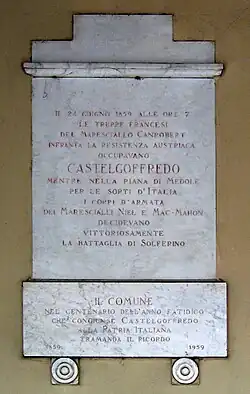 IL 24 GIUGNO 1859 ALLE ORE 7
LE TRUPPE FRANCESI
DEL MARESCIALLO CANROBERT
INFRANTA LA RESISTENZA AUSTRIACA
OCCUPAVANO
CASTELGOFFREDO
MENTRE NELLA PIANA DI MEDOLE
PER LE SORTI D'ITALIA
I CORPI D'ARMATA
DEI MARESCIALLI NIEL E MAC-MAHON
DECIDEVANO
VITTORIOSAMENTE
LA BATTAGLIA DI SOLFERINO
IL COMUNE
NEL CENTENARIO DELL'ANNO FATIDICO
CHE CONGIUNSE CASTELGOFFREDO
ALLA PATRIA ITALIANA
TRAMANDA IL RICORDO
1859 1959